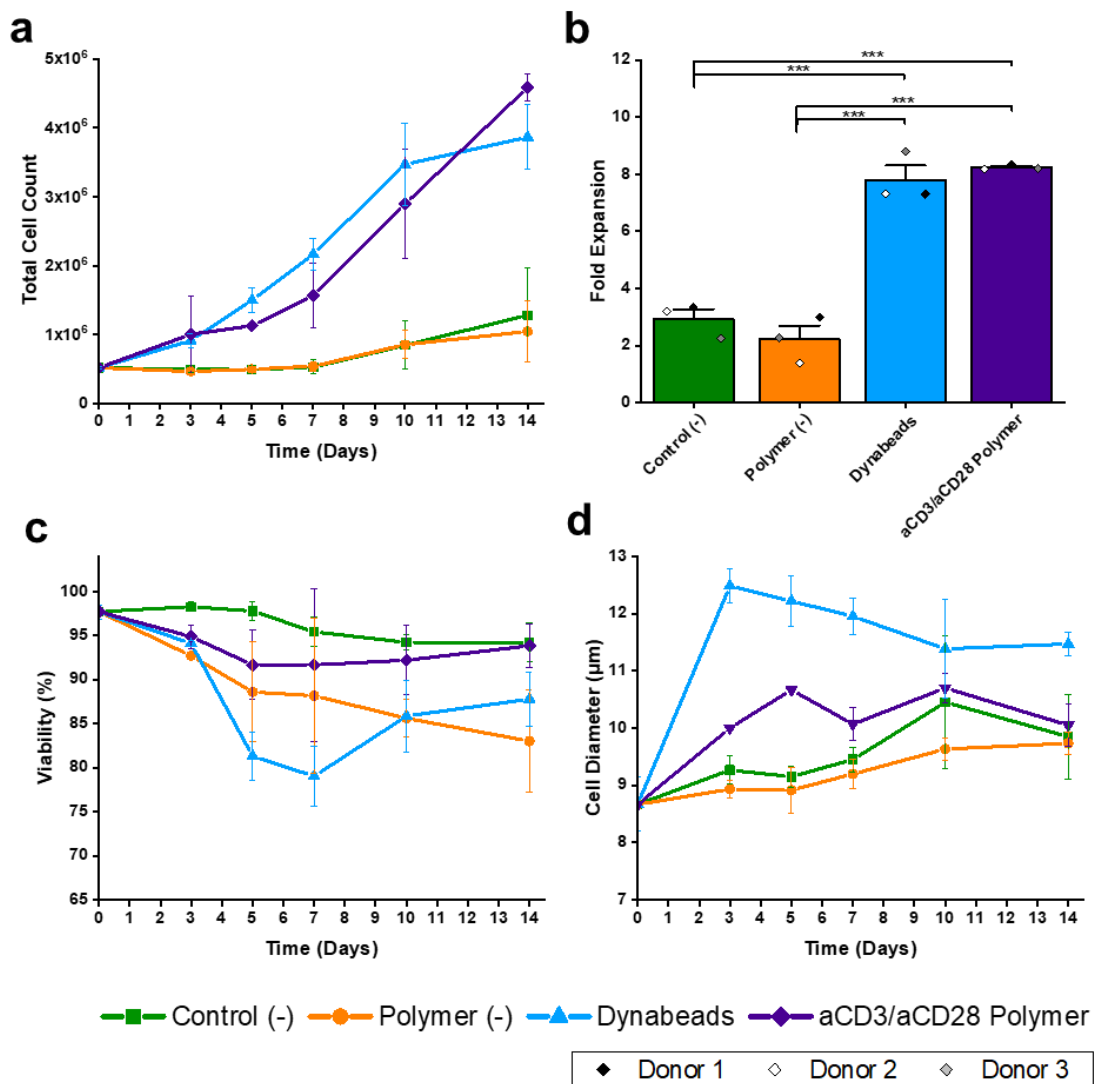 a
5x10⁶
4x10⁶
3x10⁶
2x10⁶
1x10⁶
0
Total Cell Count
0 1 2 3 4 5 6 7 8 9 10 11 12 13 14
Time (Days)
b
12
10
8
6
4
2
0
Fold Expansion
***
***
***
***
Control (-)
Polymer (-)
Dynabeads
aCD3/aCD28 Polymer
c
100
95
90
85
80
75
70
65
Viability (%)
0 1 2 3 4 5 6 7 8 9 10 11 12 13 14
Time (Days)
d
13
12
11
10
9
8
7
Cell Diameter (µm)
0 1 2 3 4 5 6 7 8 9 10 11 12 13 14
Time (Days)
Control (-) Polymer (-) Dynabeads aCD3/aCD28 Polymer
Donor 1 Donor 2 Donor 3